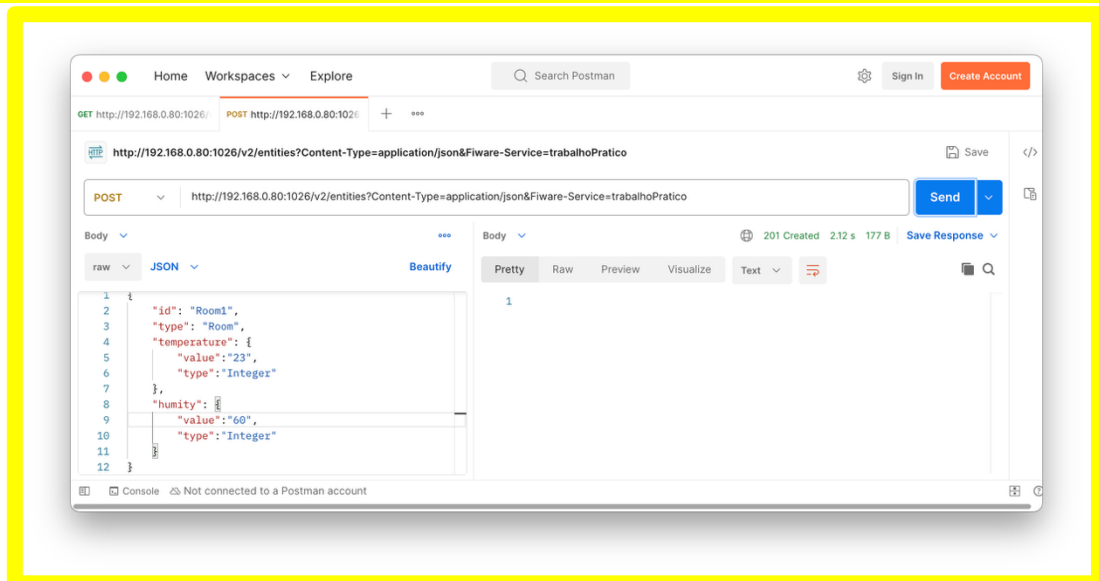 Home Workspaces Explore Search Postman Sign In Create Account
GET http://192.168.0.80:1026/ POST http://192.168.0.80:1026
HTTP http://192.168.0.80:1026/v2/entities?Content-Type=application/json&Fiware-Service=trabalhoPratico Save
POST http://192.168.0.80:1026/v2/entities?Content-Type=application/json&Fiware-Service=trabalhoPratico Send
Body
raw JSON Beautify
1 {
2 "id": "Room1",
3 "type": "Room",
4 "temperature": {
5 "value":"23",
6 "type":"Integer"
7 },
8 "humity": {
9 "value":"60",
10 "type":"Integer"
11 }
12 }
Body 201 Created 2.12 s 177 B Save Response
Pretty Raw Preview Visualize Text
1
Console Not connected to a Postman account